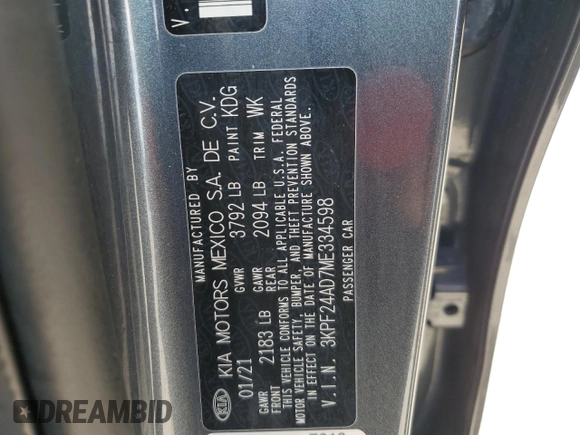 V.
MANUFACTURED BY
KIA KIA MOTORS MEXICO S.A. DE C.V.
01/21 GVWR 3792 LB PAINT KDG
GAWR FRONT 2183 LB GAWR REAR 2094 LB TRIM WK
THIS VEHICLE CONFORMS TO ALL APPLICABLE U.S.A. FEDERAL
MOTOR VEHICLE SAFETY, BUMPER, AND THEFT PREVENTION STANDARDS
IN EFFECT ON THE DATE OF MANUFACTURE SHOWN ABOVE.
V.I.N. 3KPF24AD7ME334598
PASSENGER CAR
DREAMBID